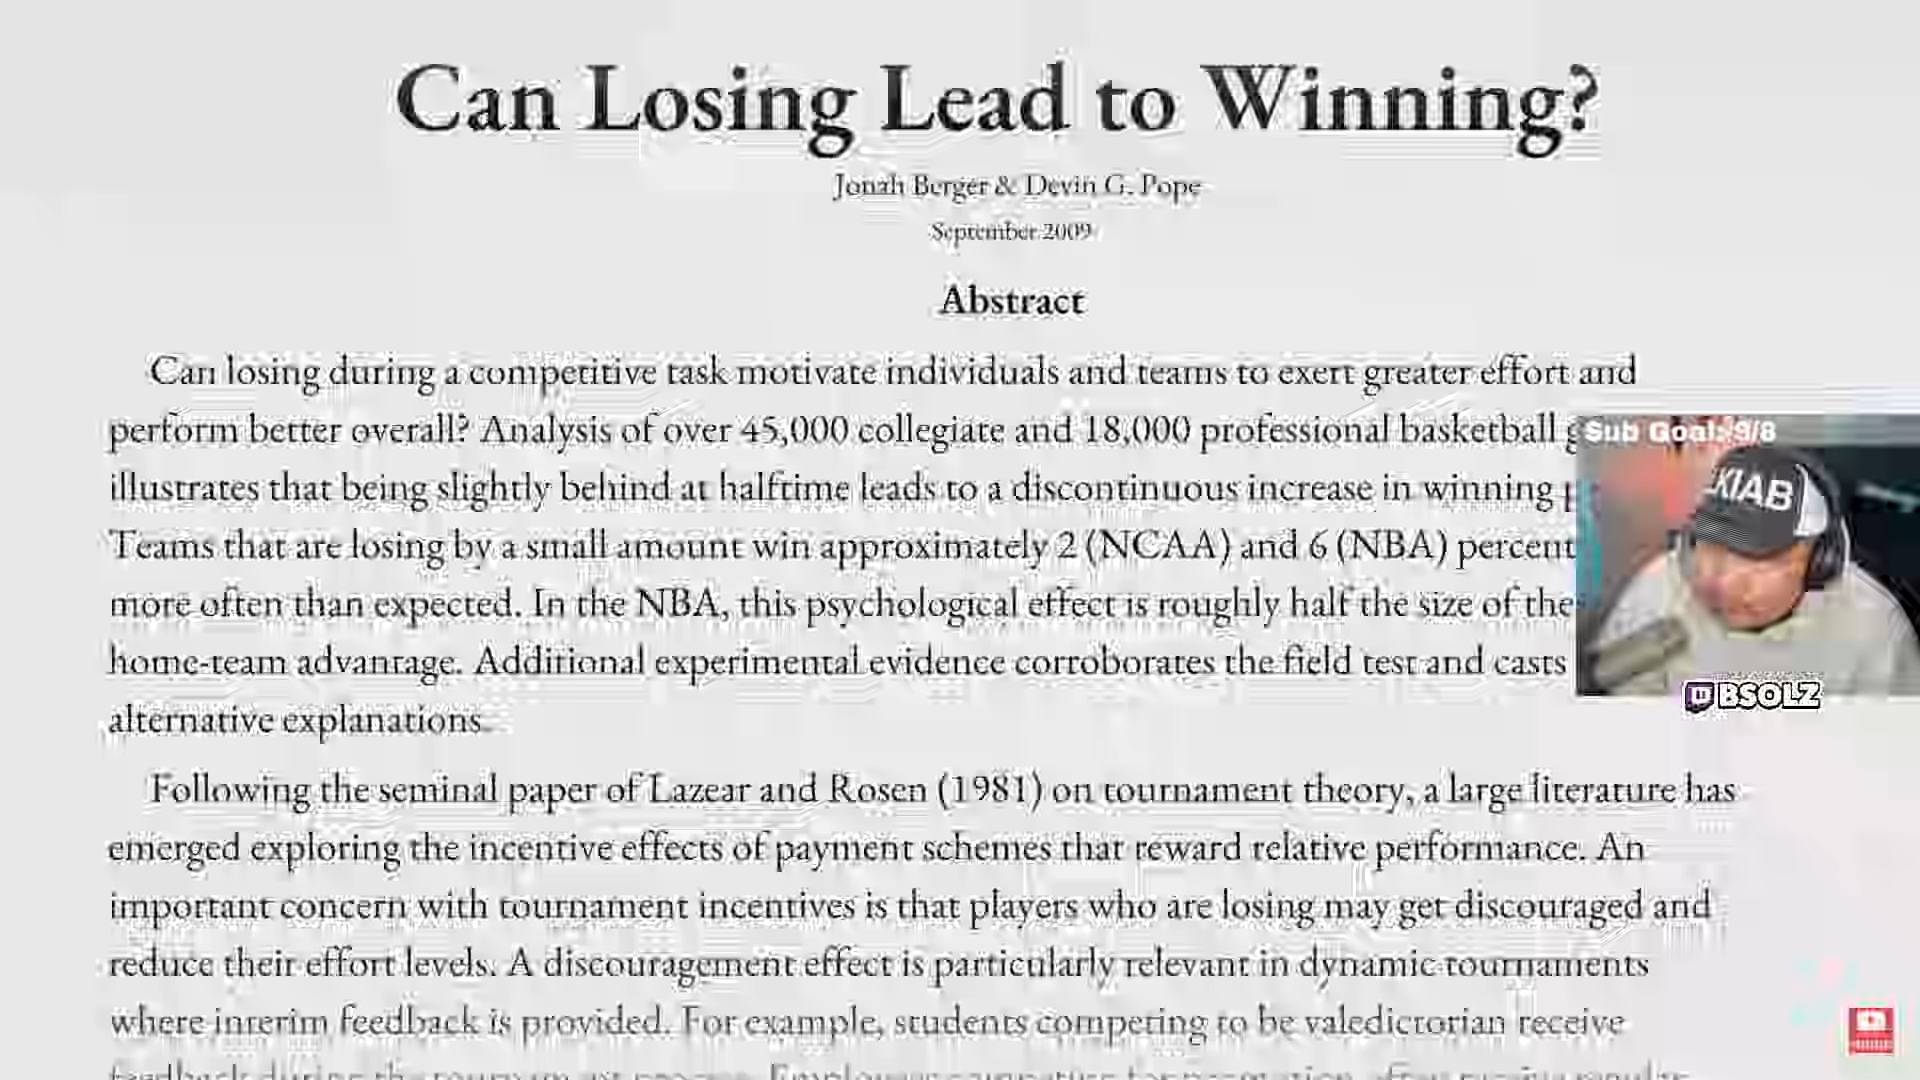 Can Losing Lead to Winning?
Jonah Berger & Devin G. Pope
September 2009
Abstract
Can losing during a competitive task motivate individuals and teams to exert greater effort and
perform better overall? Analysis of over 45,000 collegiate and 18,000 professional basketball
Sub Goal: 9/8
illustrates that being slightly behind at halftime leads to a discontinuous increase in winning
XIAB
Teams that are losing by a small amount win approximately 2 (NCAA) and 6 (NBA) percent
more often than expected. In the NBA, this psychological effect is roughly half the size of the
home-team advantage. Additional experimental evidence corroborates the field test and casts
BSOLZ
alternative explanations.
Following the seminal paper of Lazear and Rosen (1981) on tournament theory, a large literature has
emerged exploring the incentive effects of payment schemes that reward relative performance. An
important concern with tournament incentives is that players who are losing may get discouraged and
reduce their effort levels. A discouragement effect is particularly relevant in dynamic tournaments
where interim feedback is provided. For example, students competing to be valedictorian receive